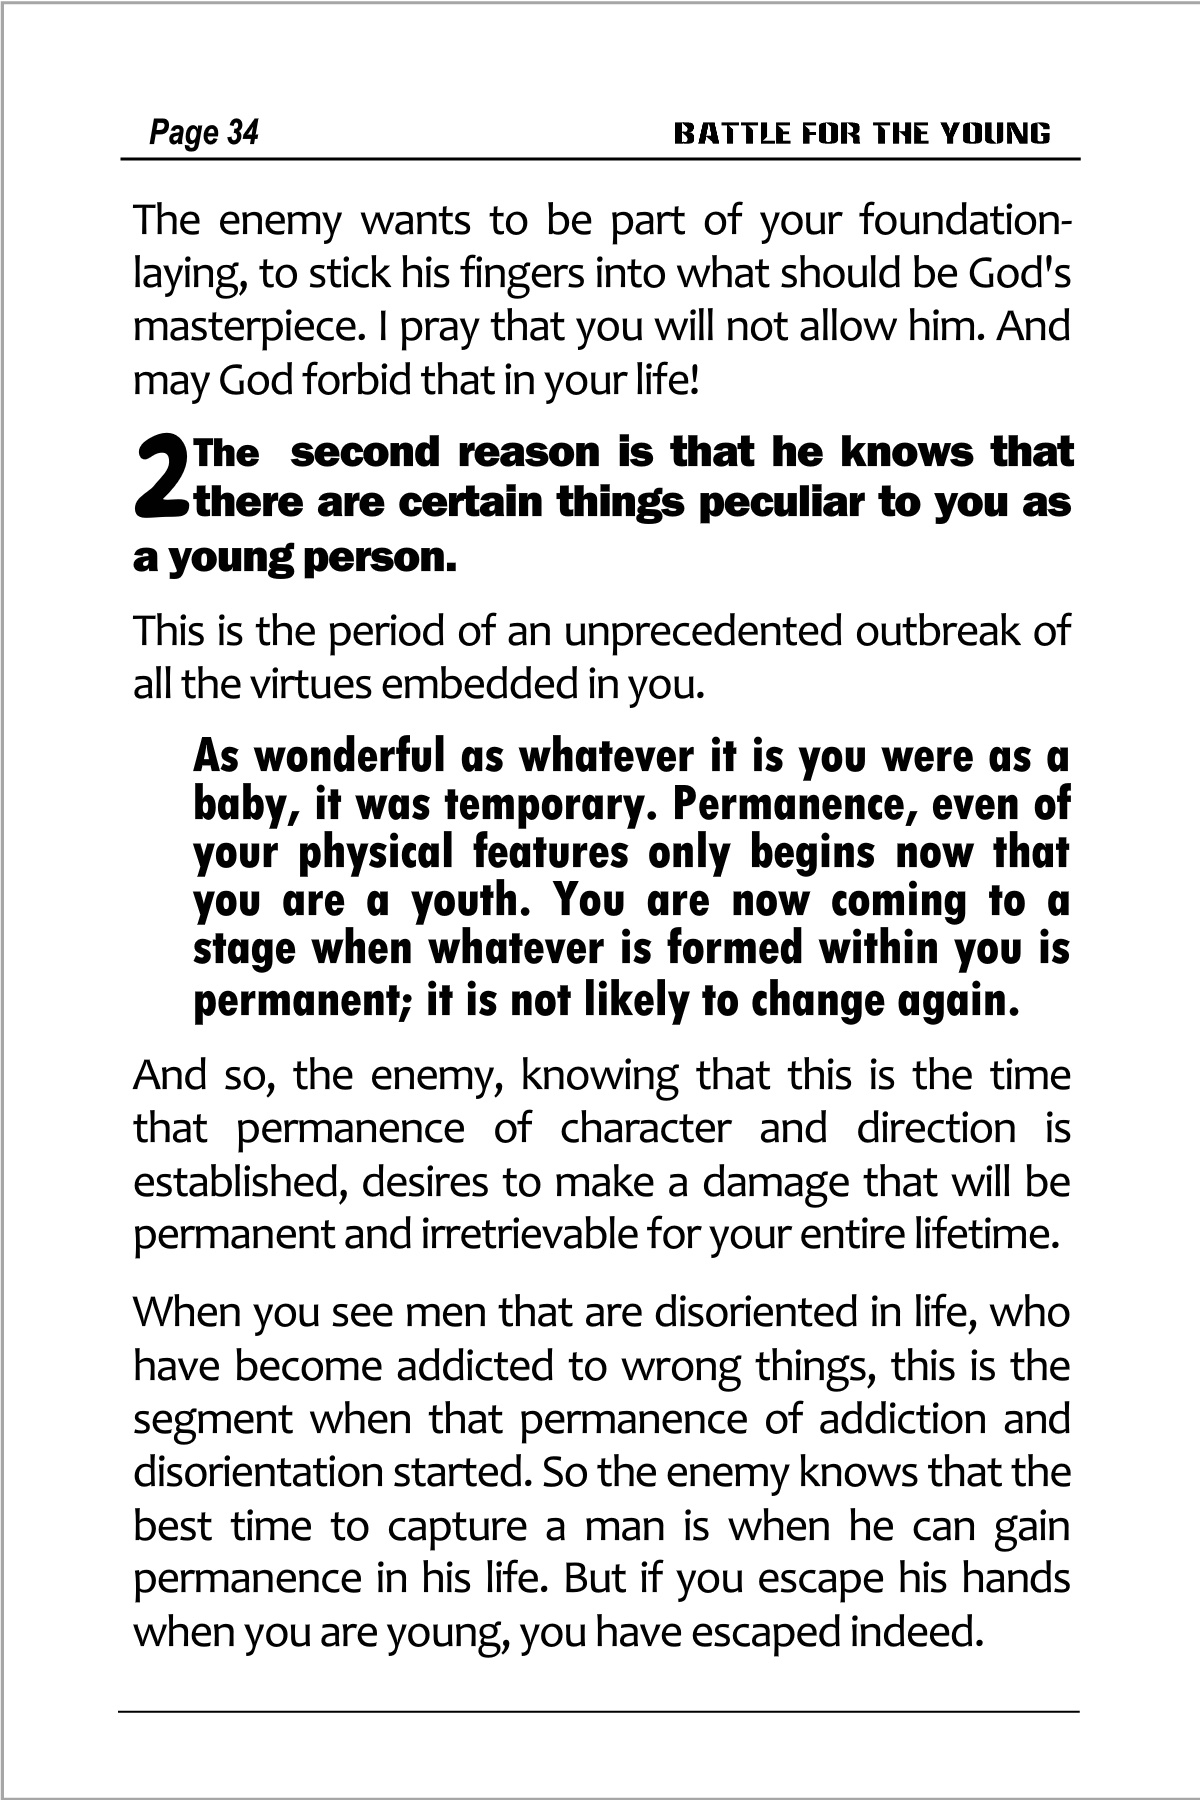 Page 34 BATTLE FOR THE YOUNG
The enemy wants to be part of your foundation-
laying, to stick his fingers into what should be God's
masterpiece. I pray that you will not allow him. And
may God forbid that in your life!
2 The second reason is that he knows that
there are certain things peculiar to you as
a young person.
This is the period of an unprecedented outbreak of
all the virtues embedded in you.
As wonderful as whatever it is you were as a
baby, it was temporary. Permanence, even of
your physical features only begins now that
you are a youth. You are now coming to a
stage when whatever is formed within you is
permanent; it is not likely to change again.
And so, the enemy, knowing that this is the time
that permanence of character and direction is
established, desires to make a damage that will be
permanent and irretrievable for your entire lifetime.
When you see men that are disoriented in life, who
have become addicted to wrong things, this is the
segment when that permanence of addiction and
disorientation started. So the enemy knows that the
best time to capture a man is when he can gain
permanence in his life. But if you escape his hands
when you are young, you have escaped indeed.